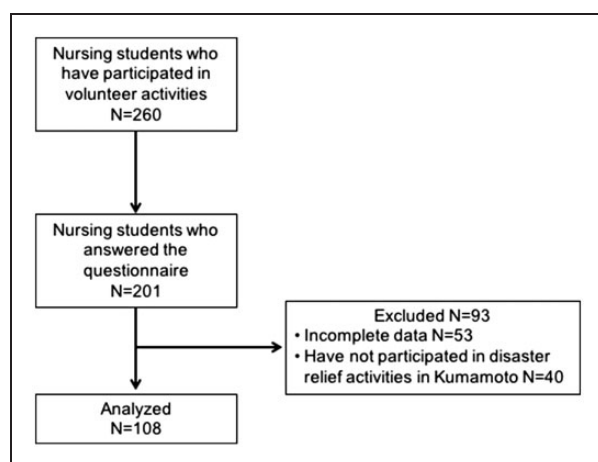 Nursing students who
have participated in
volunteer activities
N=260
Nursing students who
answered the
questionnaire
N=201
Excluded N=93
• Incomplete data N=53
• Have not participated in disaster
relief activities in Kumamoto N=40
Analyzed
N=108